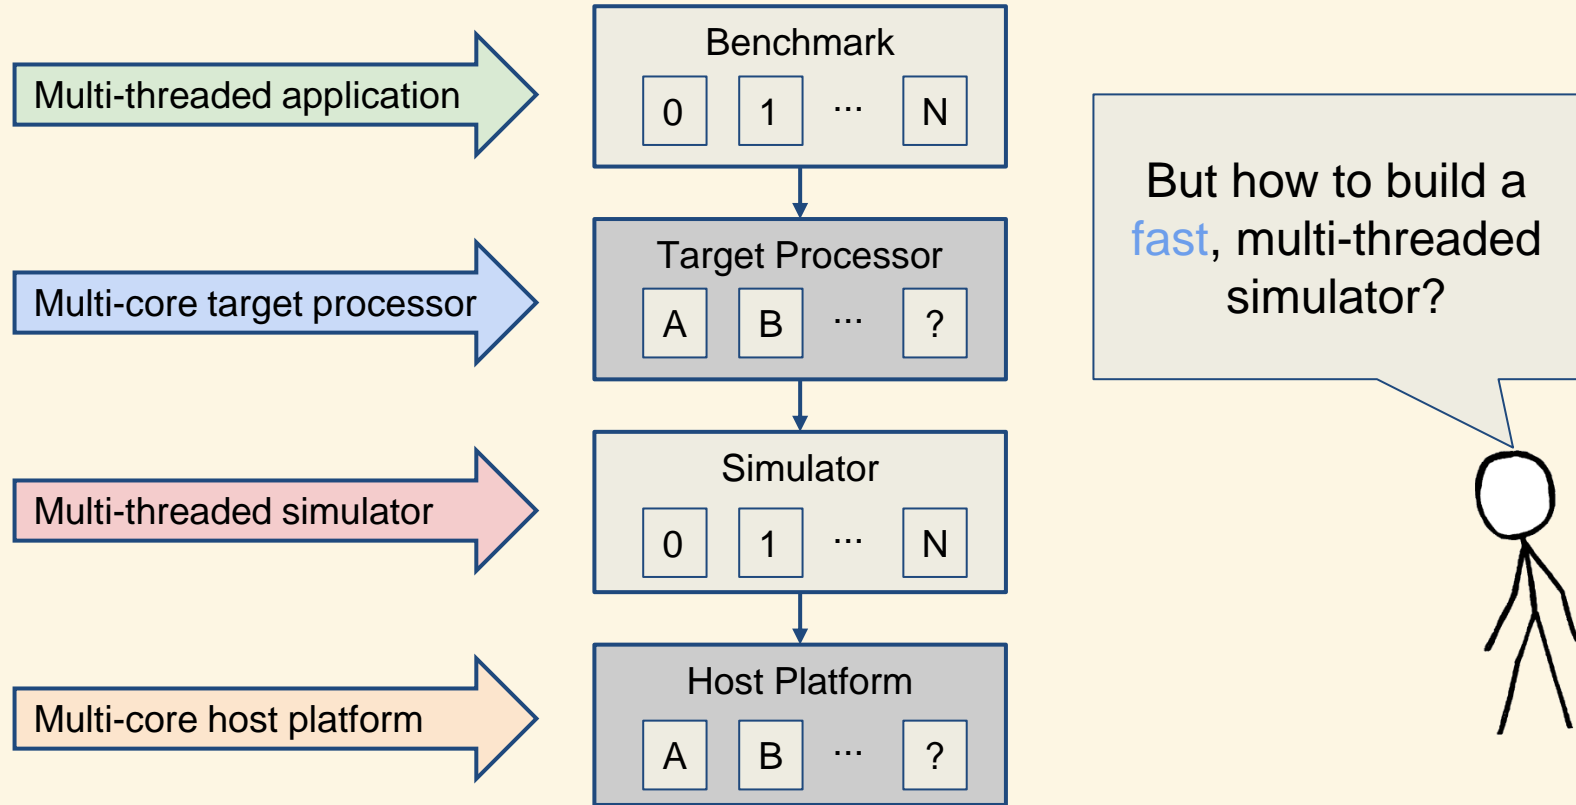 Multi-threaded application
Benchmark
0 1 ... N
Multi-core target processor
Target Processor
A B ... ?
Multi-threaded simulator
Simulator
0 1 ... N
Multi-core host platform
Host Platform
A B ... ?
But how to build a
fast, multi-threaded
simulator?